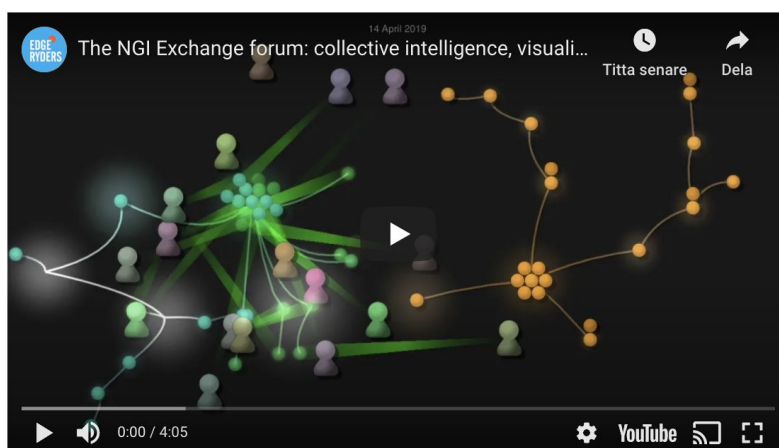 14 April 2019
EDGE
RYDERS
The NGI Exchange forum: collective intelligence, visuali...
Titta senare
Dela
0:00 / 4:05
YouTube